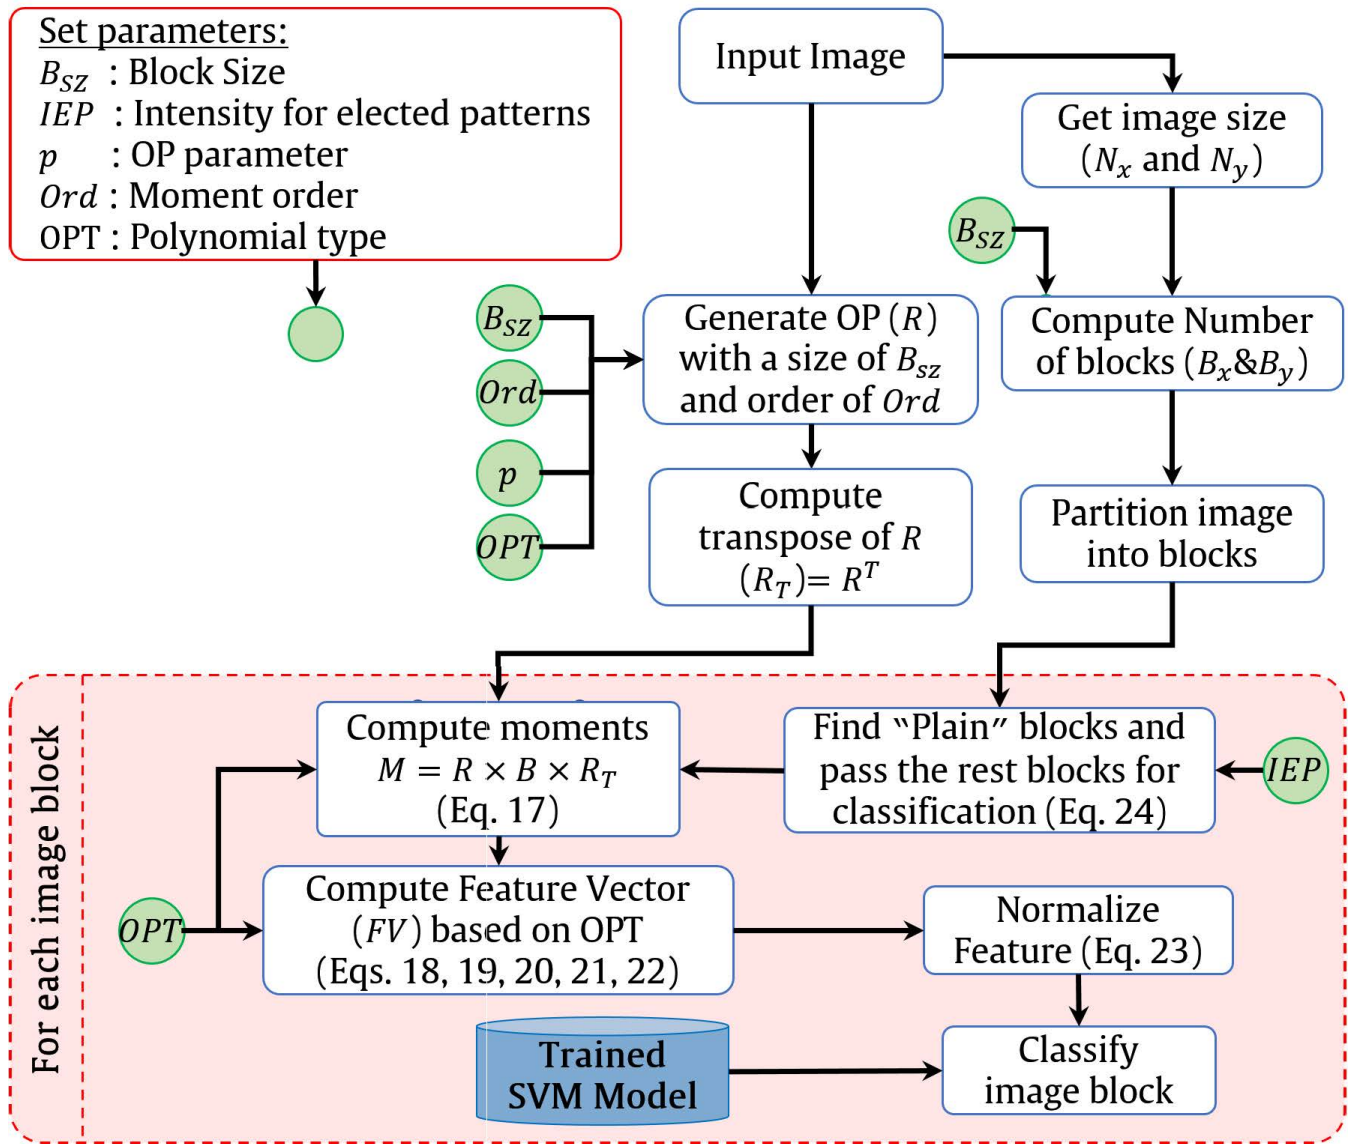 Set parameters:
B_SZ : Block Size
IEP : Intensity for elected patterns
p : OP parameter
Ord : Moment order
OPT : Polynomial type
Input Image
Get image size
(N_x and N_y)
B_SZ
Compute Number
of blocks (B_x&B_y)
Partition image
into blocks
B_SZ
Ord
p
OPT
Generate OP (R)
with a size of B_sz
and order of Ord
Compute
transpose of R
(R_T)= R^T
For each image block
Compute moments
M = R × B × R_T
(Eq. 17)
Find "Plain" blocks and
pass the rest blocks for
classification (Eq. 24)
IEP
OPT
Compute Feature Vector
(FV) based on OPT
(Eqs. 18, 19, 20, 21, 22)
Normalize
Feature (Eq. 23)
Trained
SVM Model
Classify
image block